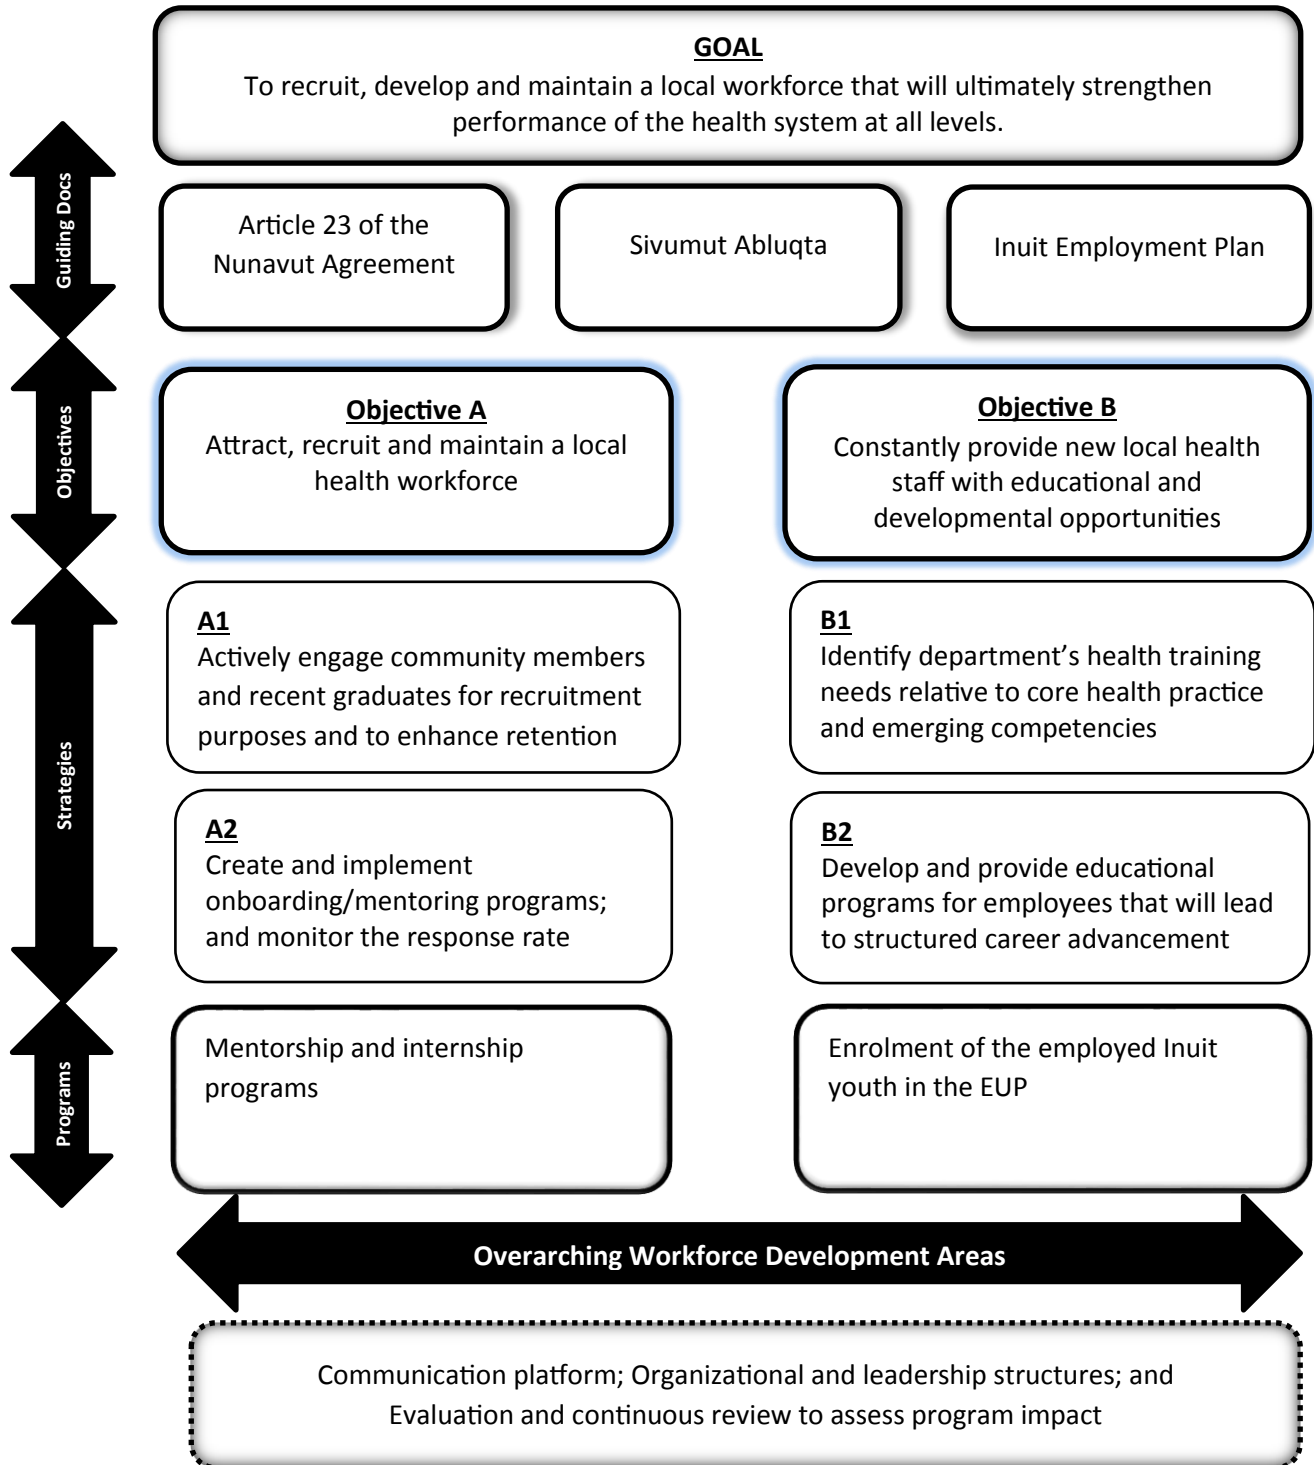 GOAL
To recruit, develop and maintain a local workforce that will ultimately strengthen
performance of the health system at all levels.
Guiding Docs
Article 23 of the
Nunavut Agreement
Sivumut Abluqta
Inuit Employment Plan
Objectives
Objective A
Attract, recruit and maintain a local
health workforce
Objective B
Constantly provide new local health
staff with educational and
developmental opportunities
Strategies
A1
Actively engage community members
and recent graduates for recruitment
purposes and to enhance retention
B1
Identify department’s health training
needs relative to core health practice
and emerging competencies
A2
Create and implement
onboarding/mentoring programs;
and monitor the response rate
B2
Develop and provide educational
programs for employees that will lead
to structured career advancement
Programs
Mentorship and internship
programs
Enrolment of the employed Inuit
youth in the EUP
Overarching Workforce Development Areas
Communication platform; Organizational and leadership structures; and
Evaluation and continuous review to assess program impact